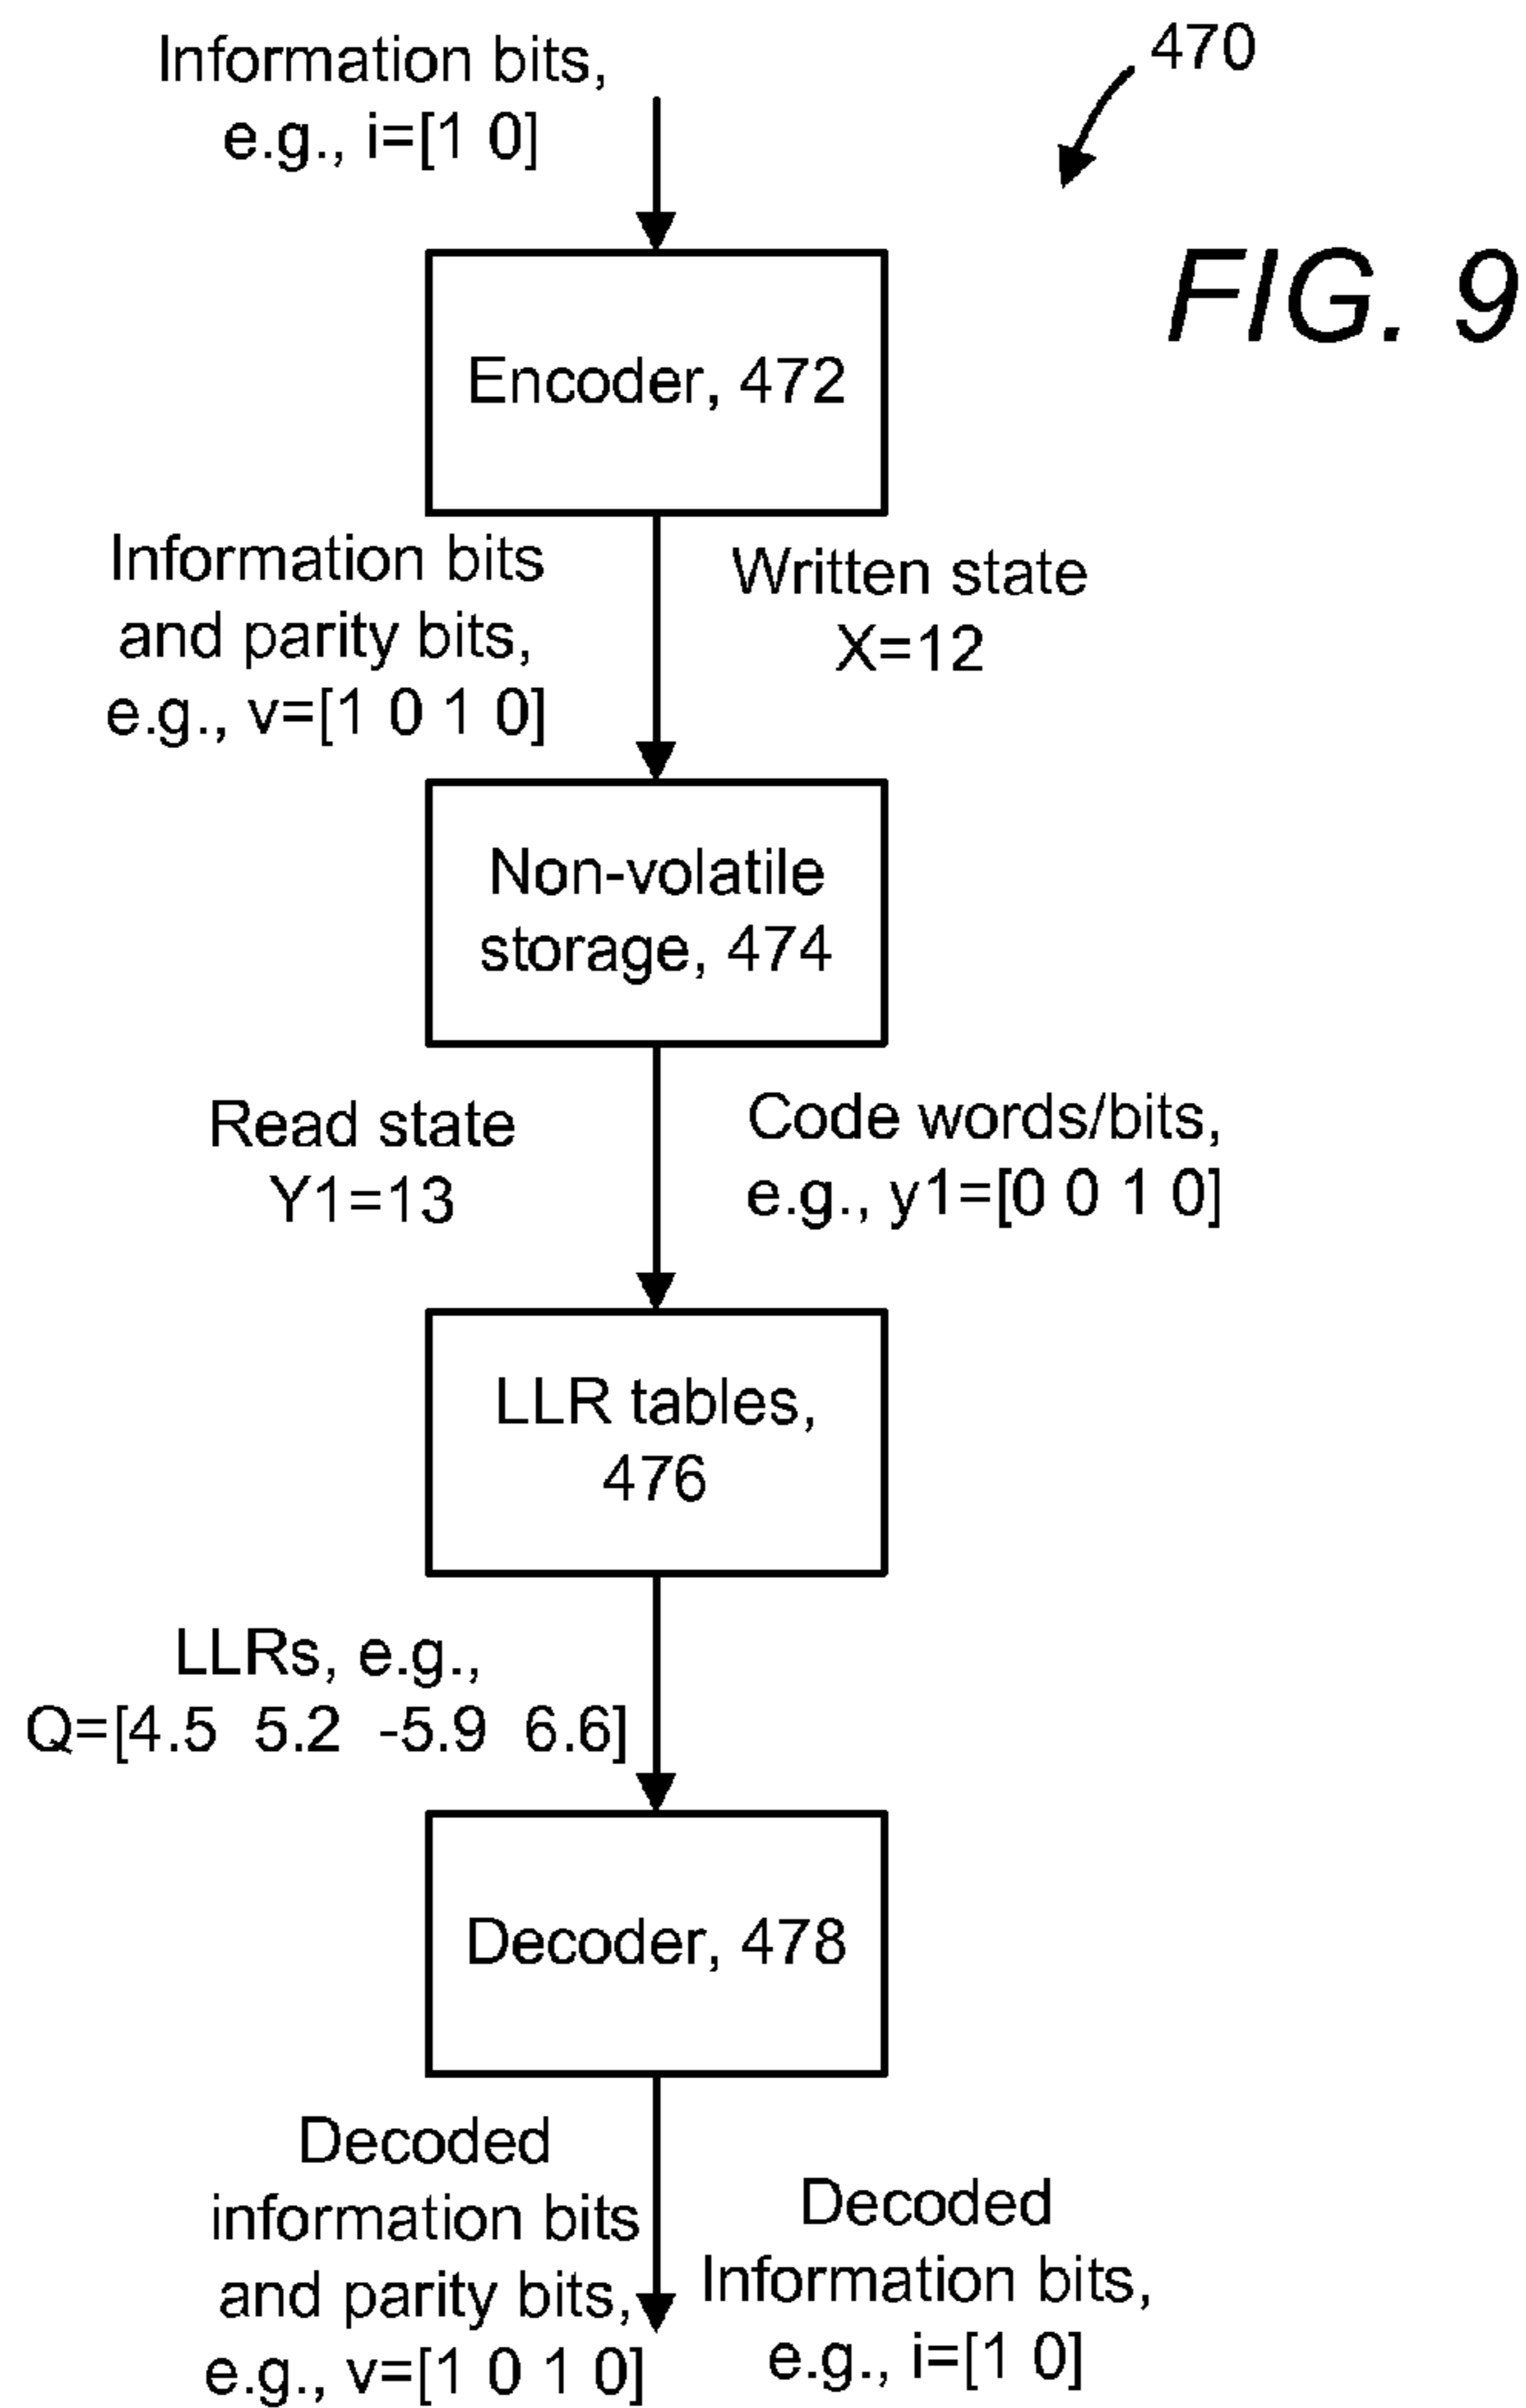 470
Information bits,
e.g., i=[1 0]
FIG. 9
Encoder, 472
Information bits
and parity bits,
e.g., v=[1 0 1 0]
Written state
X=12
Non-volatile
storage, 474
Read state
Y1=13
Code words/bits,
e.g., y1=[0 0 1 0]
LLR tables,
476
LLRs, e.g.,
Q=[4.5 5.2 -5.9 6.6]
Decoder, 478
Decoded
information bits
and parity bits,
e.g., v=[1 0 1 0]
Decoded
Information bits,
e.g., i=[1 0]